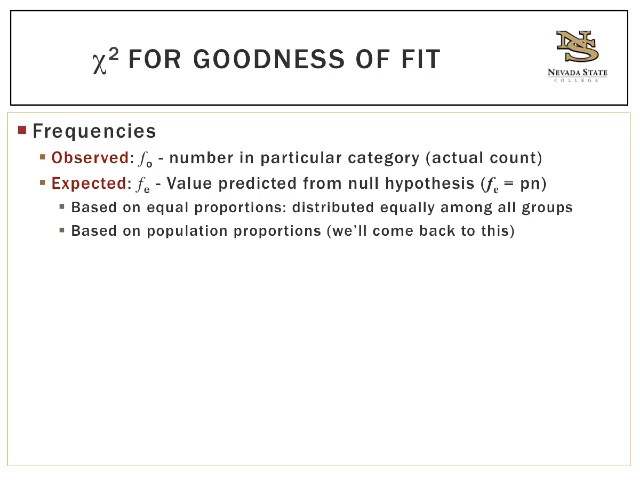 χ² FOR GOODNESS OF FIT
NS
NEVADA STATE
COLLEGE
▪ Frequencies
▪ Observed: fₒ - number in particular category (actual count)
▪ Expected: fₑ - Value predicted from null hypothesis (fₑ = pn)
▪ Based on equal proportions: distributed equally among all groups
▪ Based on population proportions (we'll come back to this)